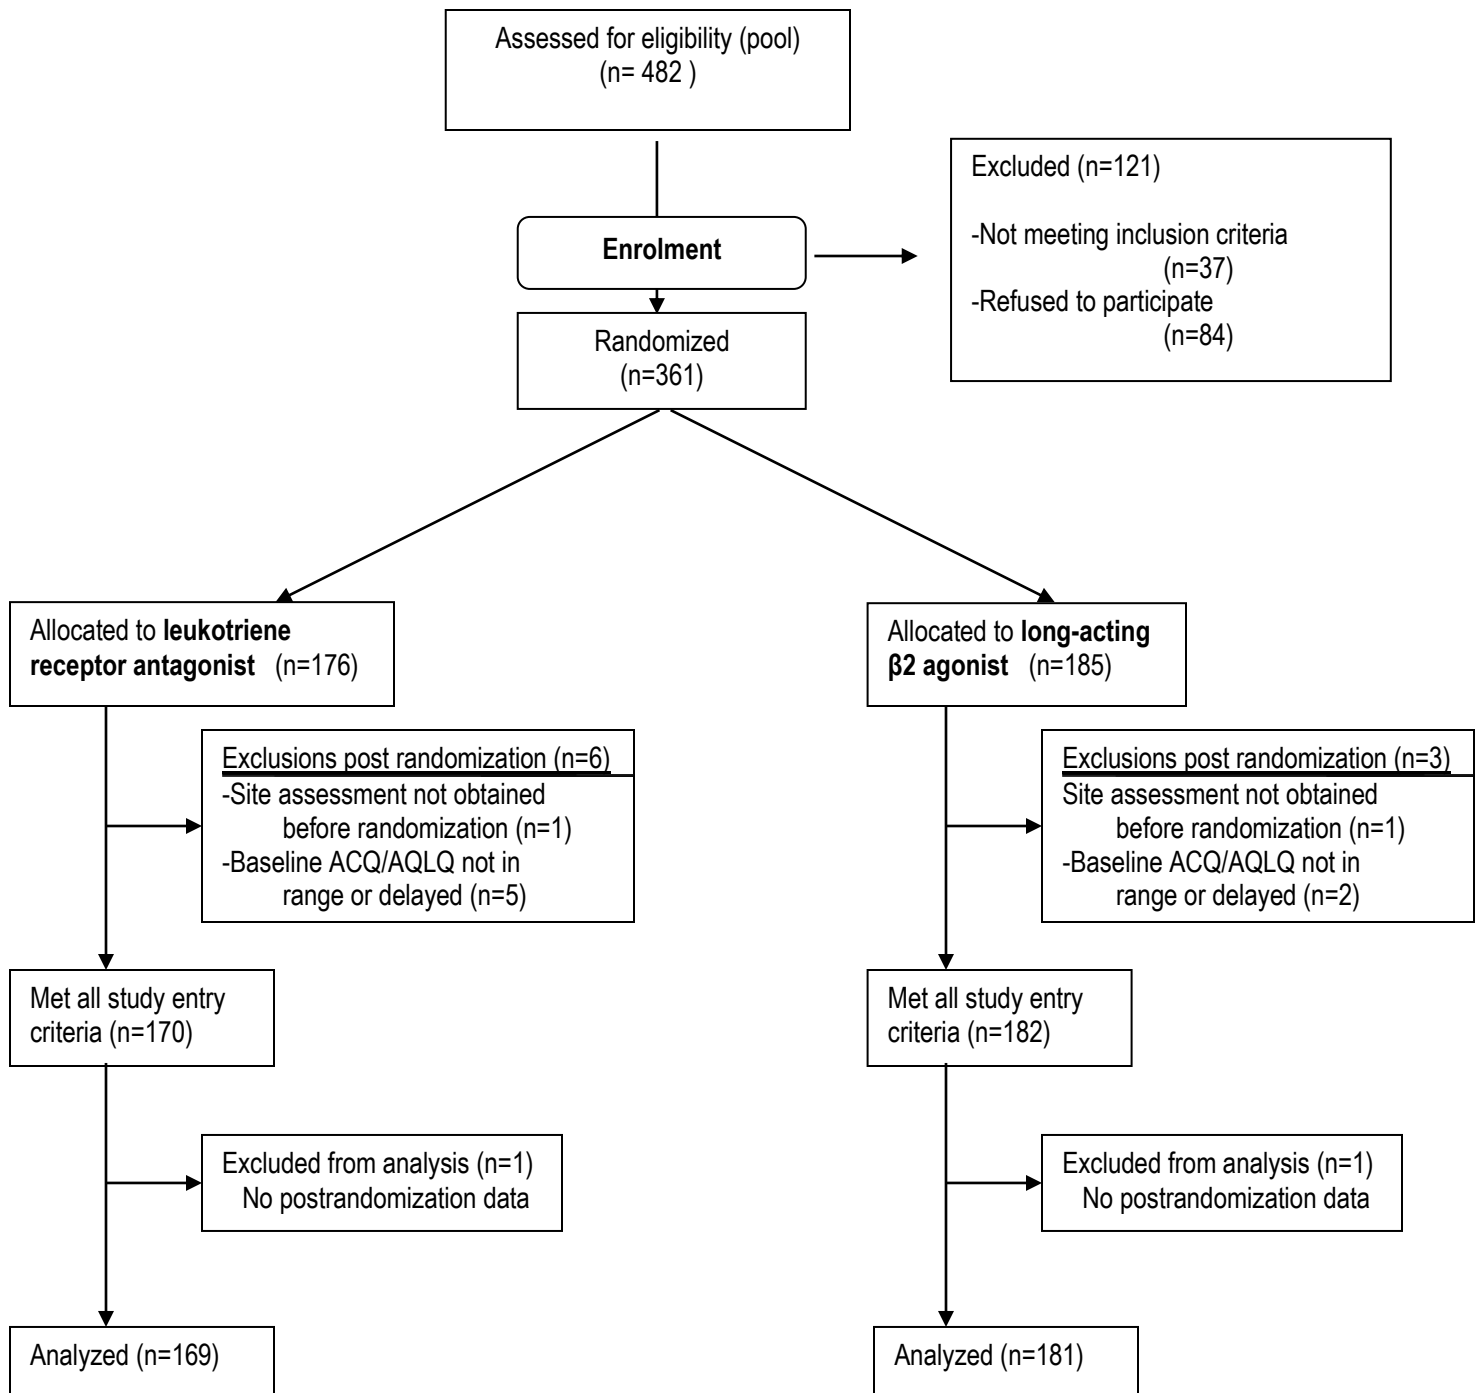 Assessed for eligibility (pool)
(n= 482 )
Excluded (n=121)
-Not meeting inclusion criteria
(n=37)
-Refused to participate
(n=84)
Enrolment
Randomized
(n=361)
Allocated to leukotriene
receptor antagonist (n=176)
Exclusions post randomization (n=6)
-Site assessment not obtained
before randomization (n=1)
-Baseline ACQ/AQLQ not in
range or delayed (n=5)
Met all study entry
criteria (n=170)
Excluded from analysis (n=1)
No postrandomization data
Analyzed (n=169)
Allocated to long-acting
β2 agonist (n=185)
Exclusions post randomization (n=3)
Site assessment not obtained
before randomization (n=1)
-Baseline ACQ/AQLQ not in
range or delayed (n=2)
Met all study entry
criteria (n=182)
Excluded from analysis (n=1)
No postrandomization data
Analyzed (n=181)